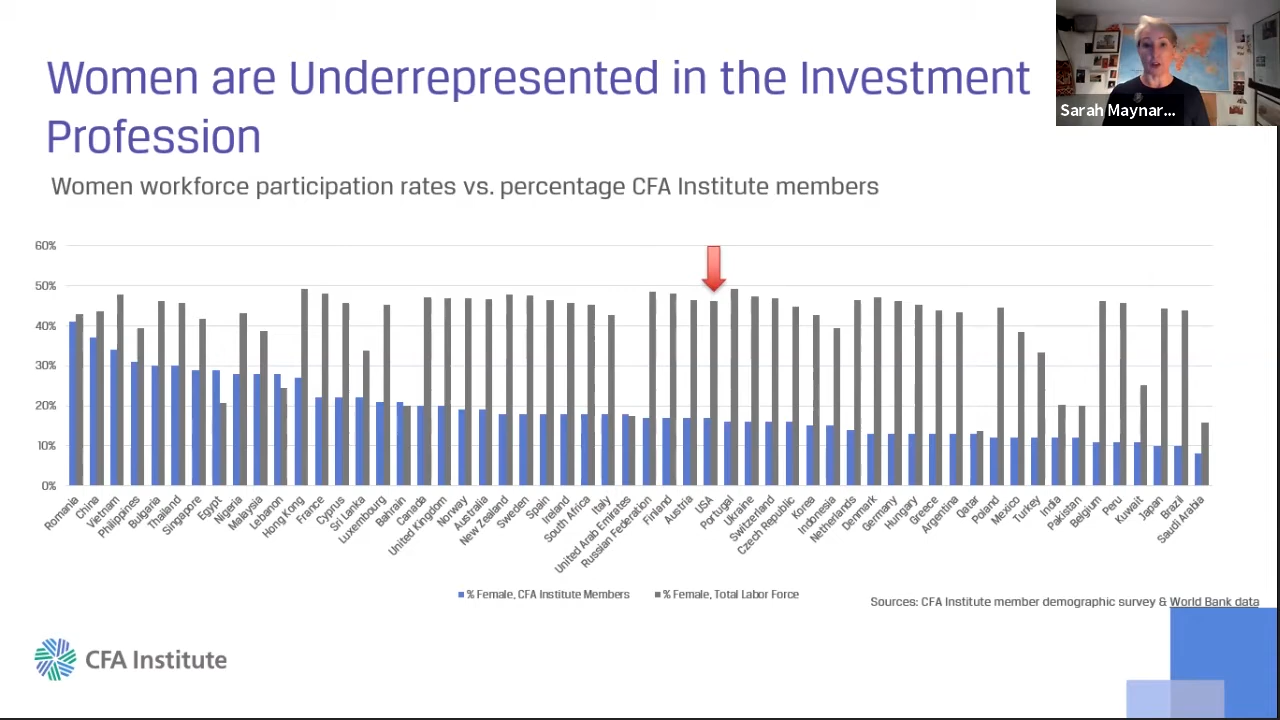 Women are Underrepresented in the Investment
Profession
Sarah Maynar...
Women workforce participation rates vs. percentage CFA Institute members
60%
50%
40%
30%
20%
10%
0%
Romania
China
Vietnam
Philippines
Bulgaria
Thailand
Singapore
Egypt
Nigeria
Malaysia
Lebanon
Hong Kong
France
Cyprus
Sri Lanka
Luxembourg
Bahrain
Canada
United Kingdom
Norway
Australia
New Zealand
Sweden
Spain
Ireland
South Africa
Italy
United Arab Emirates
Russian Federation
Finland
Austria
USA
Portugal
Ukraine
Switzerland
Czech Republic
Korea
Indonesia
Netherlands
Denmark
Germany
Hungary
Greece
Argentina
Qatar
Poland
Mexico
Turkey
India
Pakistan
Belgium
Peru
Kuwait
Japan
Brazil
Saudi Arabia
% Female, CFA Institute Members
% Female, Total Labor Force
Sources: CFA Institute member demographic survey & World Bank data
CFA Institute